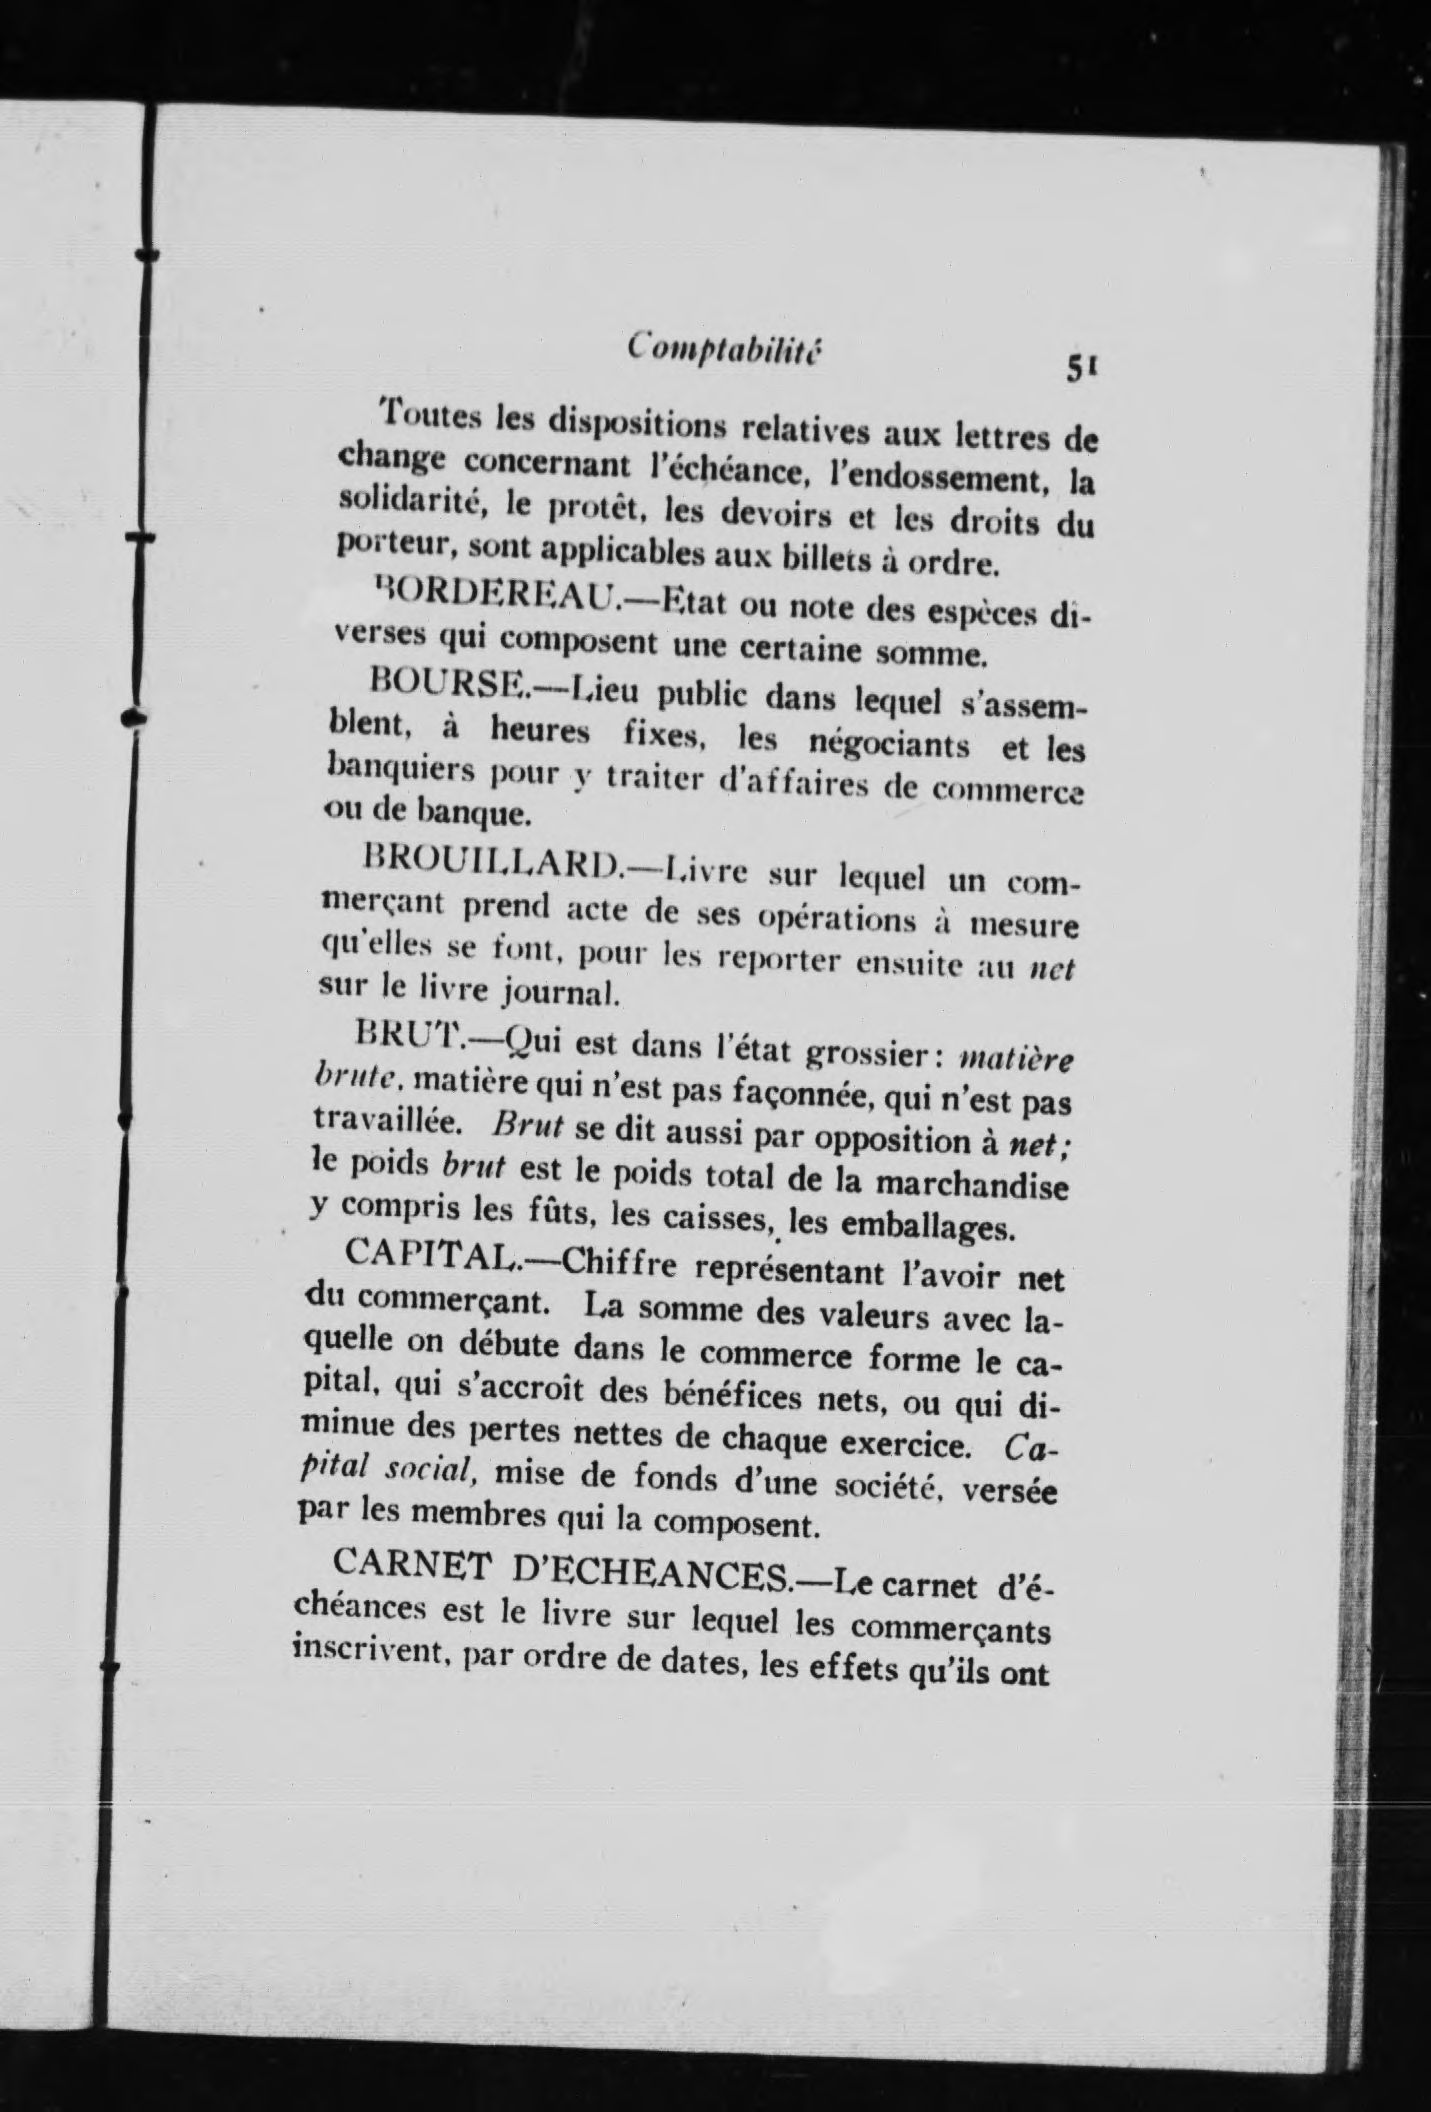 Comptabilité 51
Toutes les dispositions relatives aux lettres de
change concernant l'échéance, l'endossement, la
solidarité, le protêt, les devoirs et les droits du
porteur, sont applicables aux billets à ordre.
BORDEREAU.—Etat ou note des espèces di-
verses qui composent une certaine somme.
BOURSE.—Lieu public dans lequel s'assem-
blent, à heures fixes, les négociants et les
banquiers pour y traiter d'affaires de commerce
ou de banque.
BROUILLARD.—Livre sur lequel un com-
merçant prend acte de ses opérations à mesure
qu'elles se font, pour les reporter ensuite au net
sur le livre journal.
BRUT.—Qui est dans l'état grossier: matière
brute, matière qui n'est pas façonnée, qui n'est pas
travaillée. Brut se dit aussi par opposition à net;
le poids brut est le poids total de la marchandise
y compris les fûts, les caisses, les emballages.
CAPITAL.—Chiffre représentant l'avoir net
du commerçant. La somme des valeurs avec la-
quelle on débute dans le commerce forme le ca-
pital, qui s'accroît des bénéfices nets, ou qui di-
minue des pertes nettes de chaque exercice. Ca-
pital social, mise de fonds d'une société, versée
par les membres qui la composent.
CARNET D'ECHEANCES.—Le carnet d'é-
chéances est le livre sur lequel les commerçants
inscrivent, par ordre de dates, les effets qu'ils ont